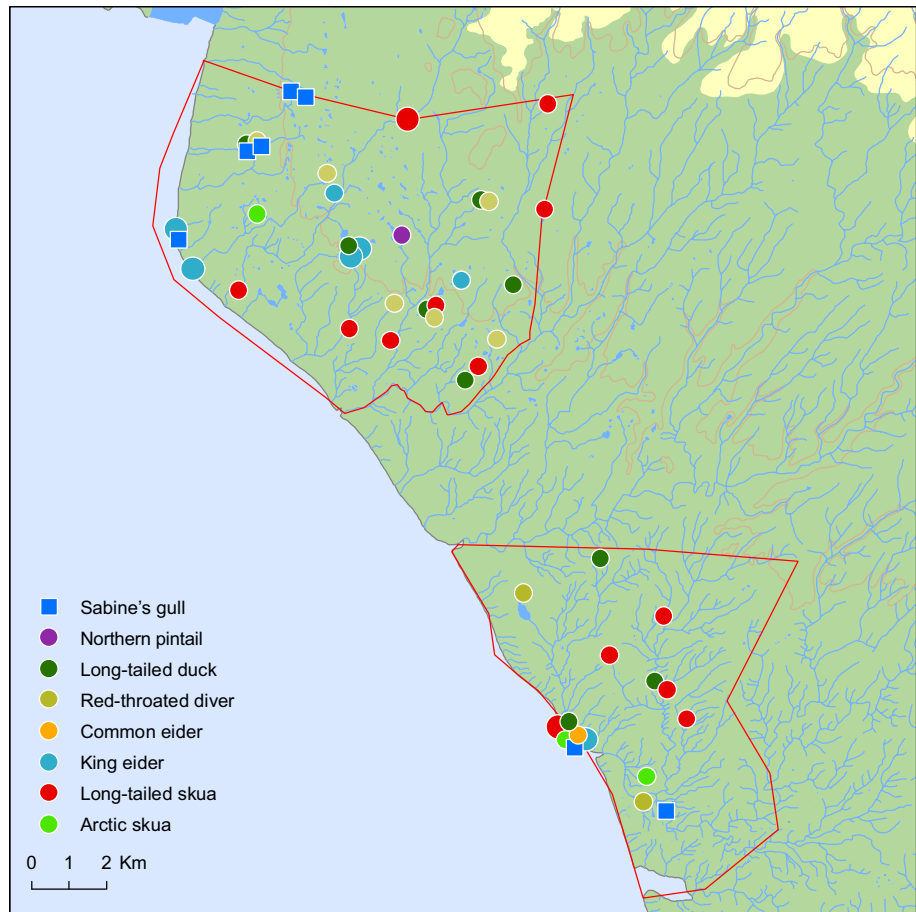 Sabine's gull
Northern pintail
Long-tailed duck
Red-throated diver
Common eider
King eider
Long-tailed skua
Arctic skua
0 1 2 Km